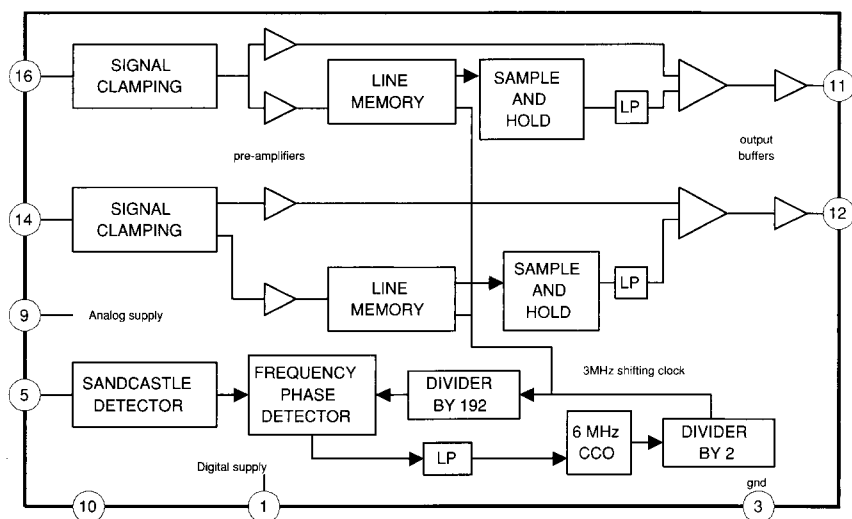 16
SIGNAL
CLAMPING
LINE
MEMORY
SAMPLE
AND
HOLD
LP
11
pre-amplifiers
output
buffers
14
SIGNAL
CLAMPING
12
LINE
MEMORY
SAMPLE
AND
HOLD
LP
9
Analog supply
5
SANDCASTLE
DETECTOR
FREQUENCY
PHASE
DETECTOR
DIVIDER
BY 192
3MHz shifting clock
LP
6 MHz
CCO
DIVIDER
BY 2
Digital supply
gnd
10
1
3